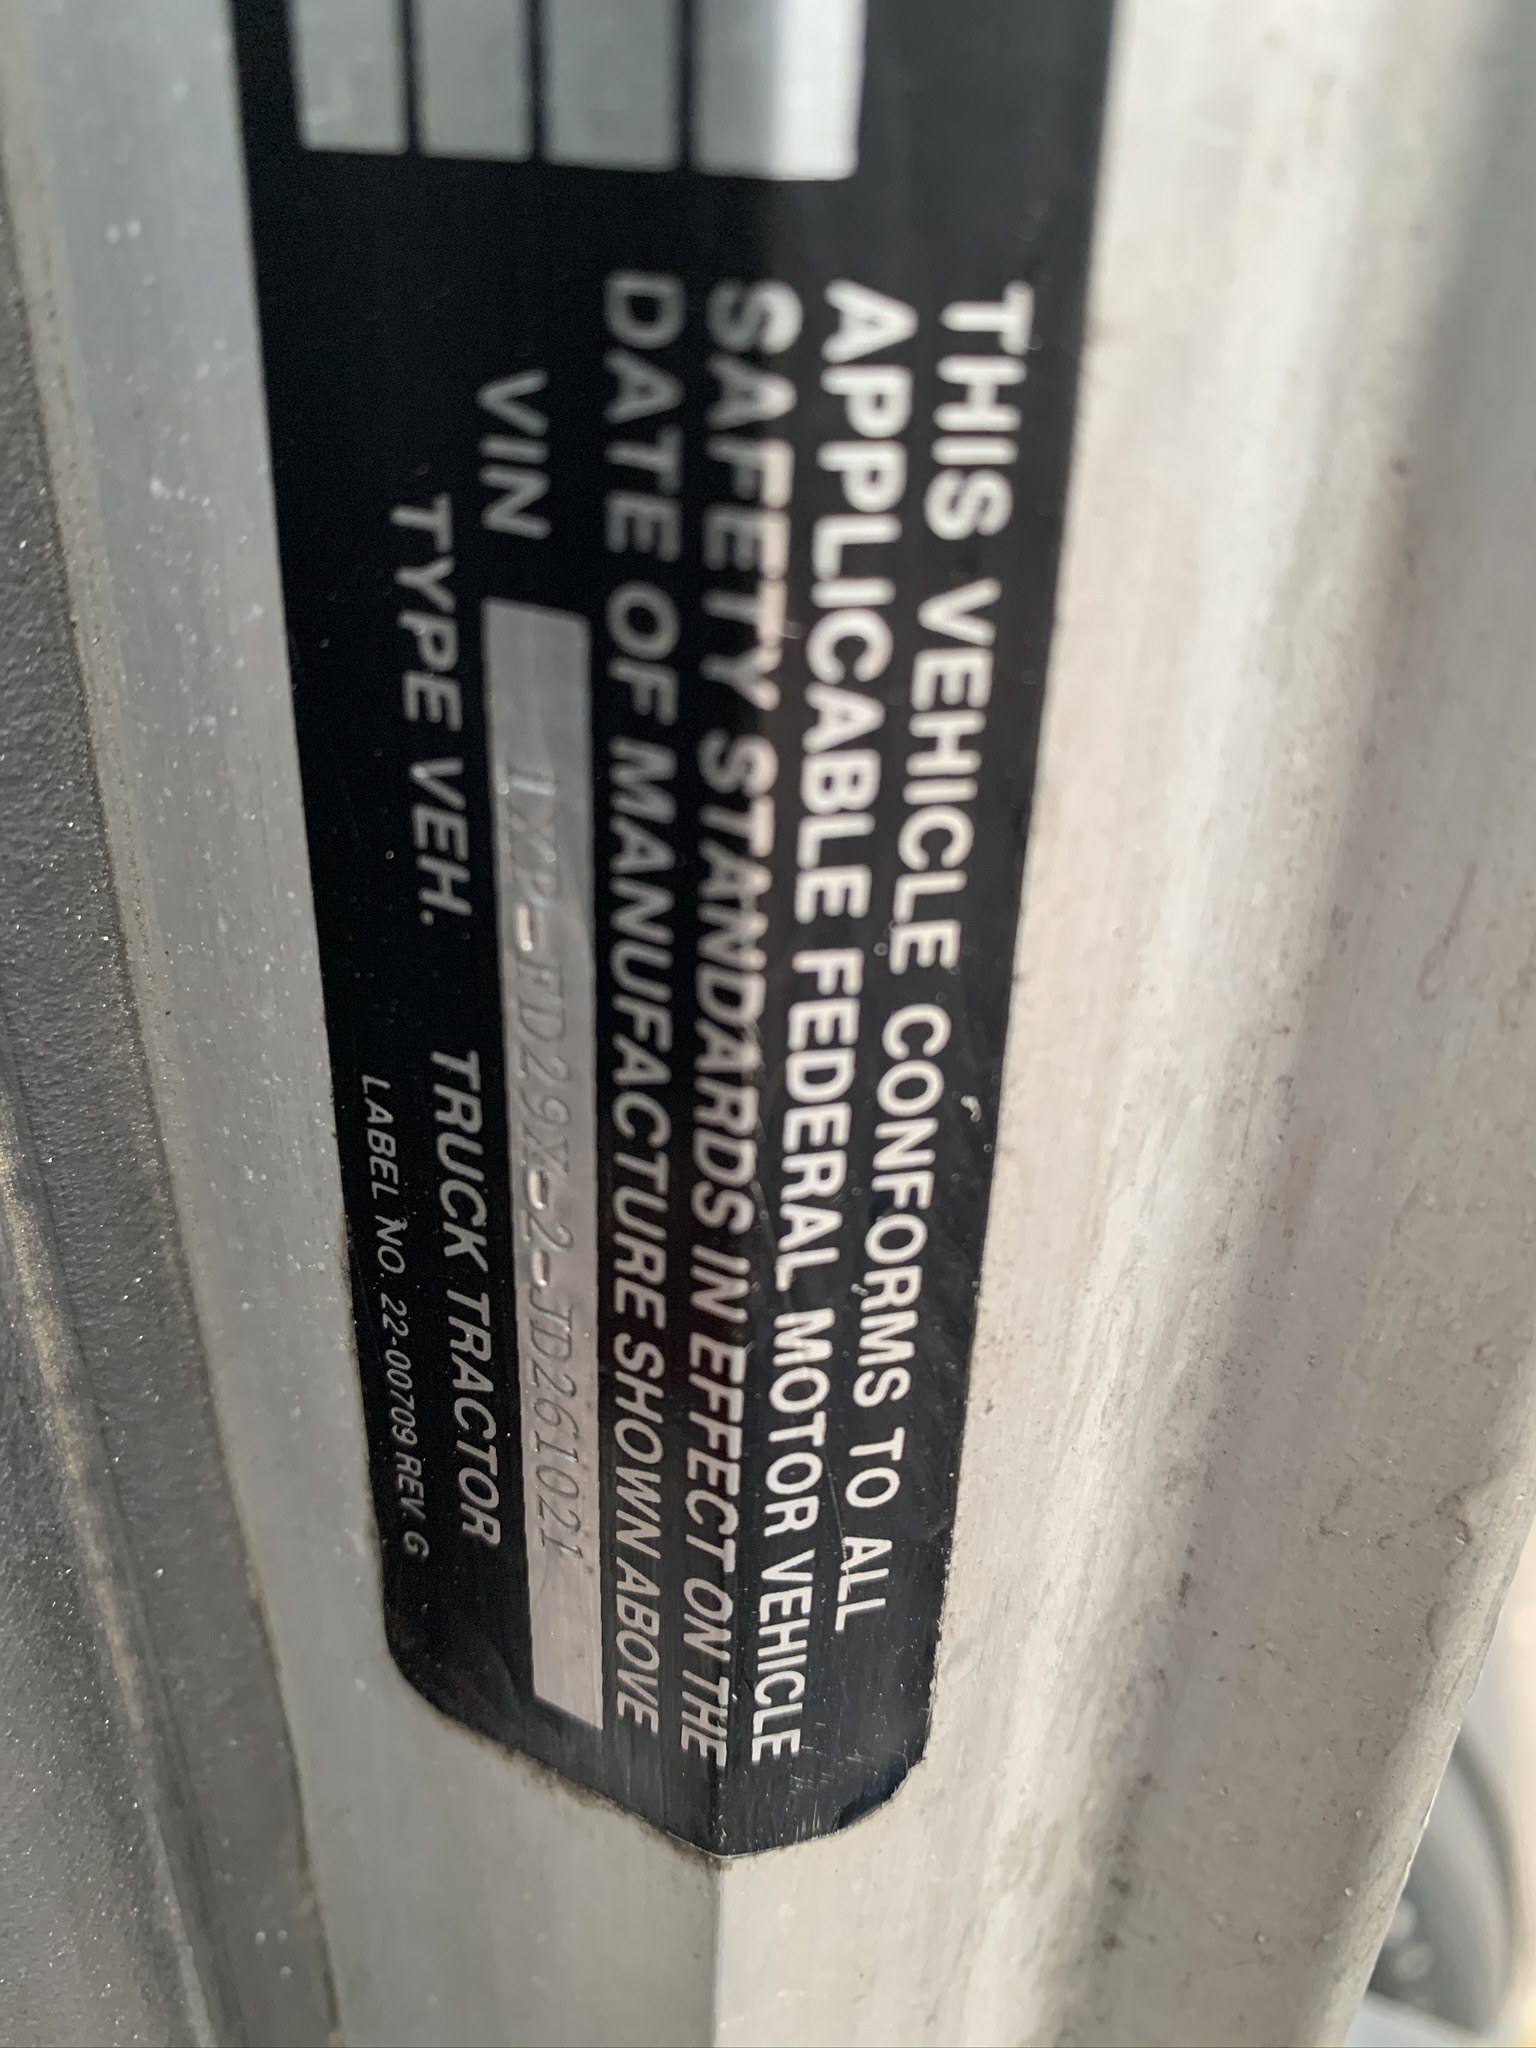 THIS VEHICLE CONFORMS TO ALL
APPLICABLE FEDERAL MOTOR VEHICLE
SAFETY STANDARDS IN EFFECT ON THE
DATE OF MANUFACTURE SHOWN ABOVE
VIN 1XP-FD29X-2-JD261021
TYPE VEH. TRUCK TRACTOR
LABEL NO. 22-00709 REV. G